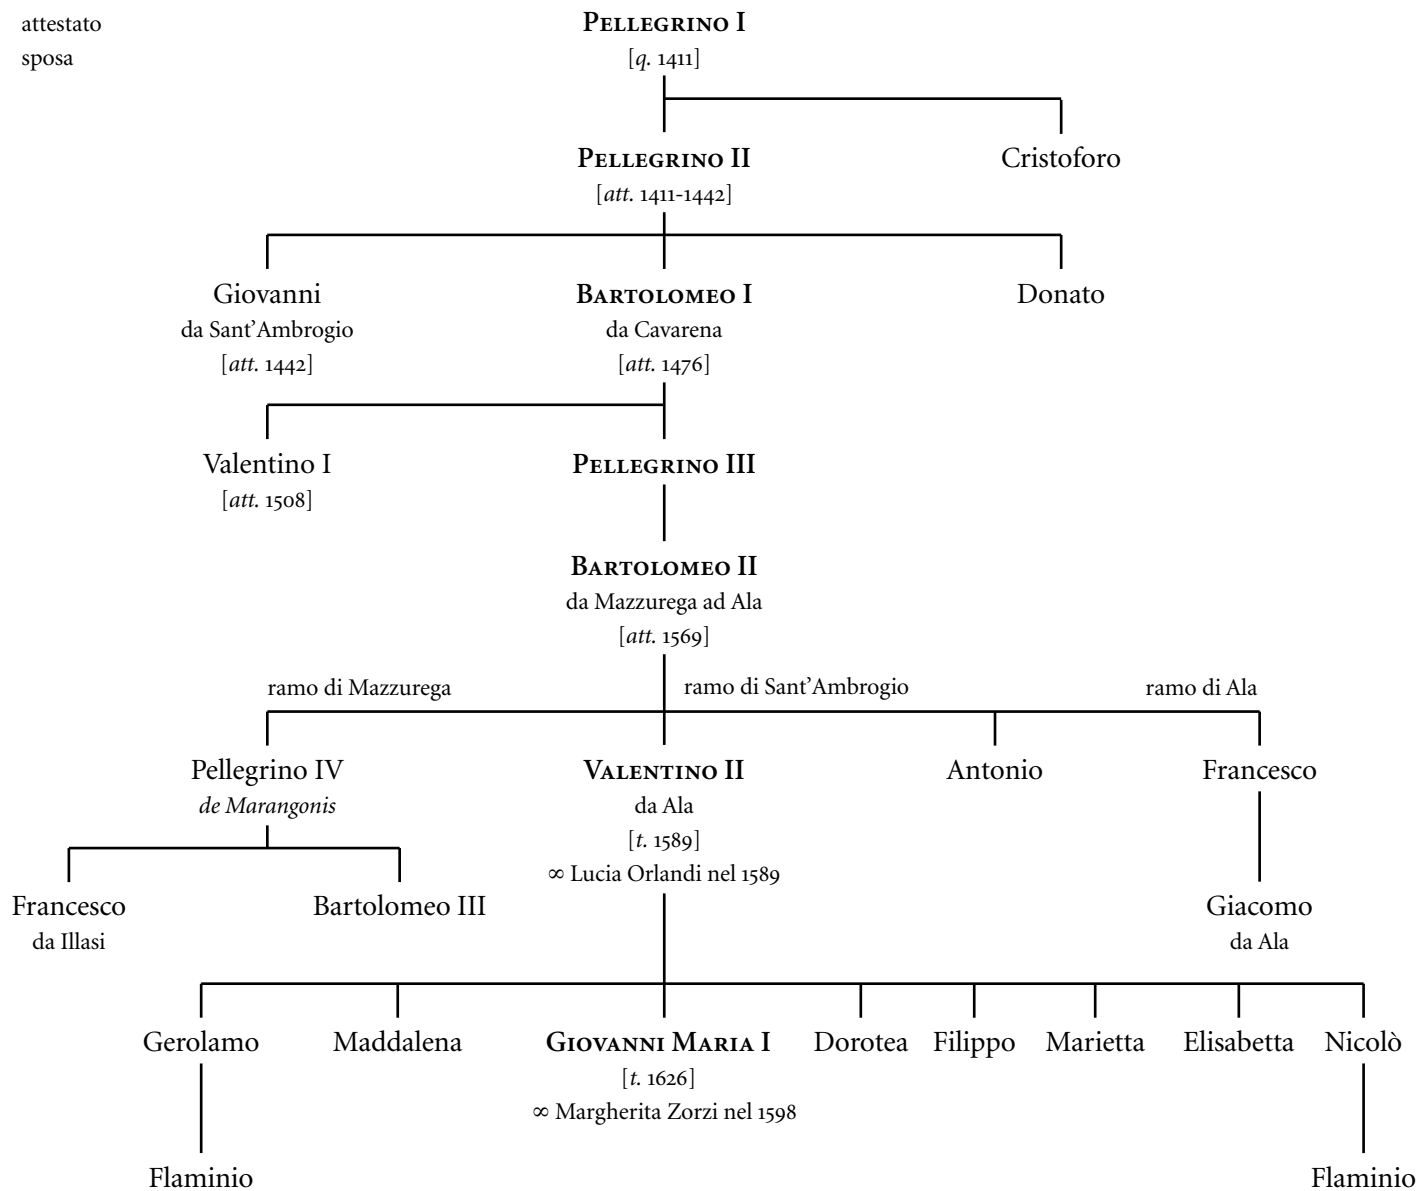 attestato
sposa
Pellegrino I
[q. 1411]
Pellegrino II
Cristoforo
[att. 1411-1442]
Giovanni
da Sant'Ambrogio
[att. 1442]
Bartolomeo I
da Cavarena
[att. 1476]
Donato
Valentino I
[att. 1508]
Pellegrino III
Bartolomeo II
da Mazzurega ad Ala
[att. 1569]
ramo di Mazzurega
ramo di Sant'Ambrogio
ramo di Ala
Pellegrino IV
de Marangonis
Valentino II
da Ala
[t. 1589]
∞ Lucia Orlandi nel 1589
Antonio
Francesco
Francesco
da Illasi
Bartolomeo III
Giacomo
da Ala
Gerolamo
Maddalena
Giovanni Maria I
[t. 1626]
∞ Margherita Zorzi nel 1598
Dorotea
Filippo
Marietta
Elisabetta
Nicolò
Flaminio
Flaminio